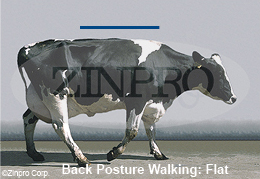 ZINPRO
©Zinpro Corp.
Back Posture Walking: Flat